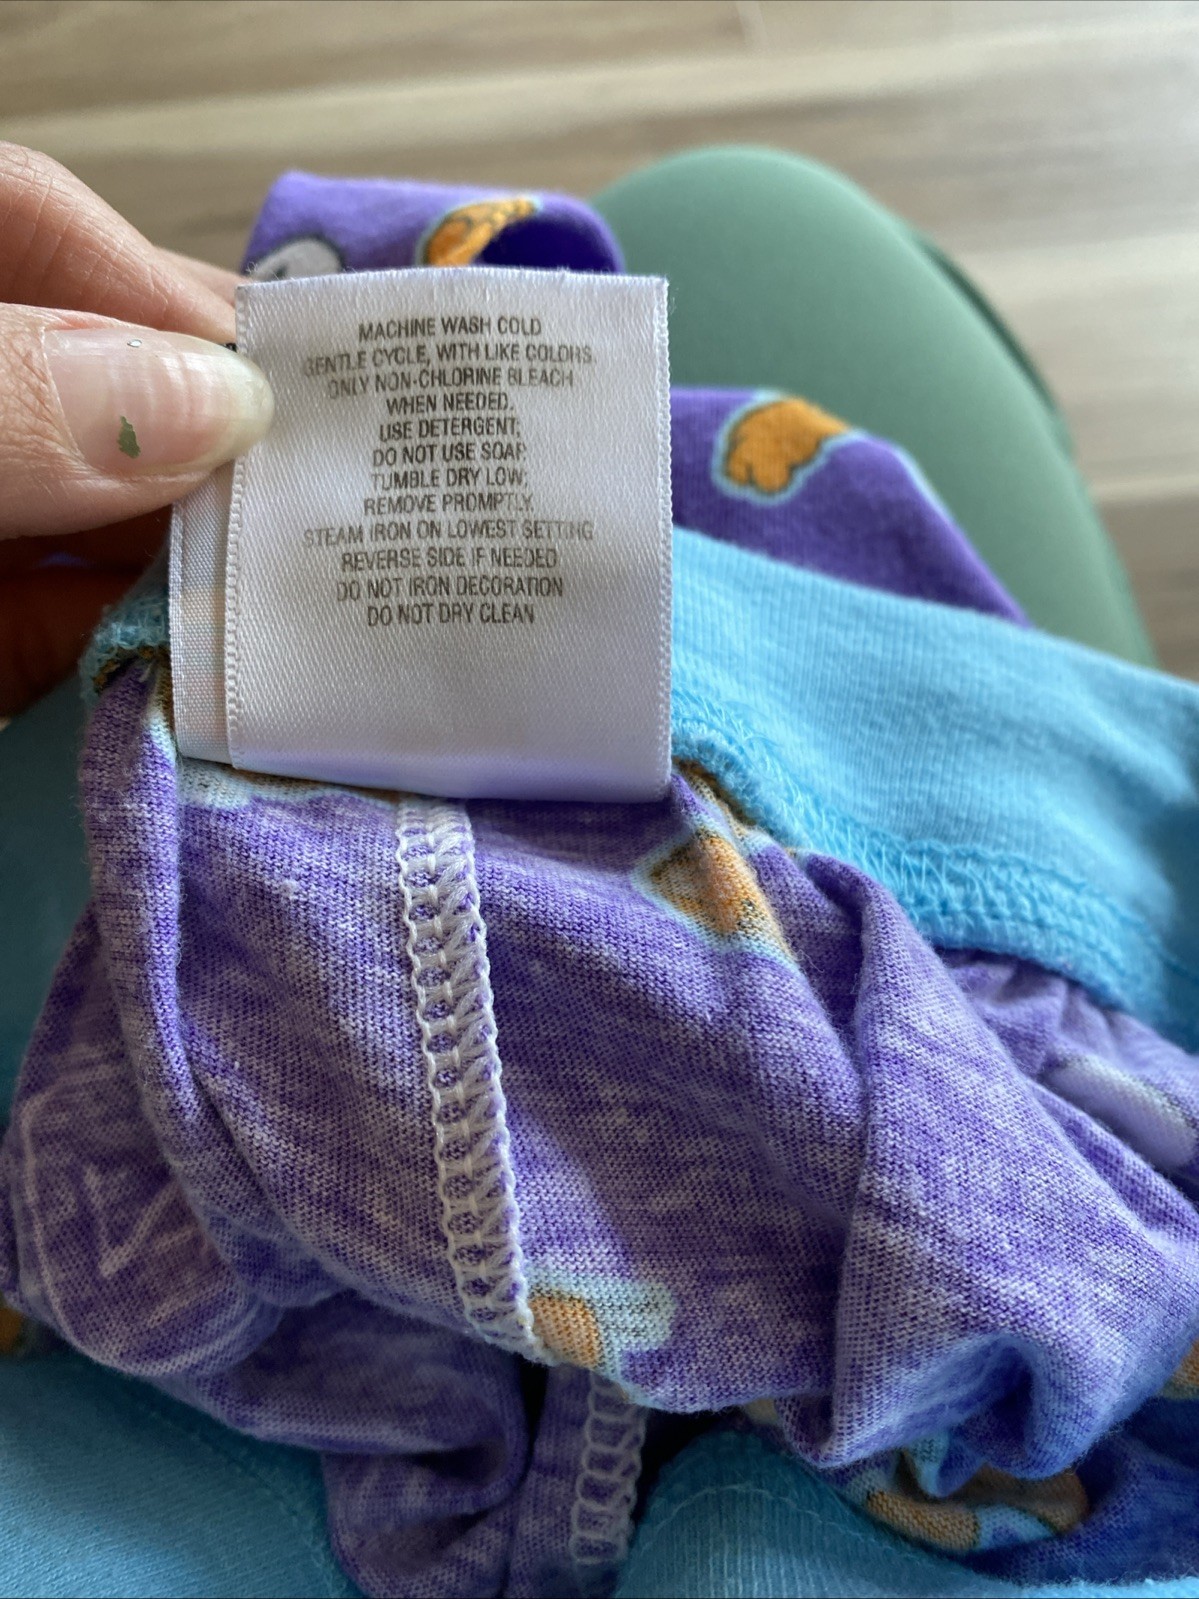 MACHINE WASH COLD
GENTLE CYCLE, WITH LIKE COLORS.
ONLY NON-CHLORINE BLEACH
WHEN NEEDED.
USE DETERGENT;
DO NOT USE SOAP.
TUMBLE DRY LOW;
REMOVE PROMPTLY.
STEAM IRON ON LOWEST SETTING
REVERSE SIDE IF NEEDED
DO NOT IRON DECORATION
DO NOT DRY CLEAN